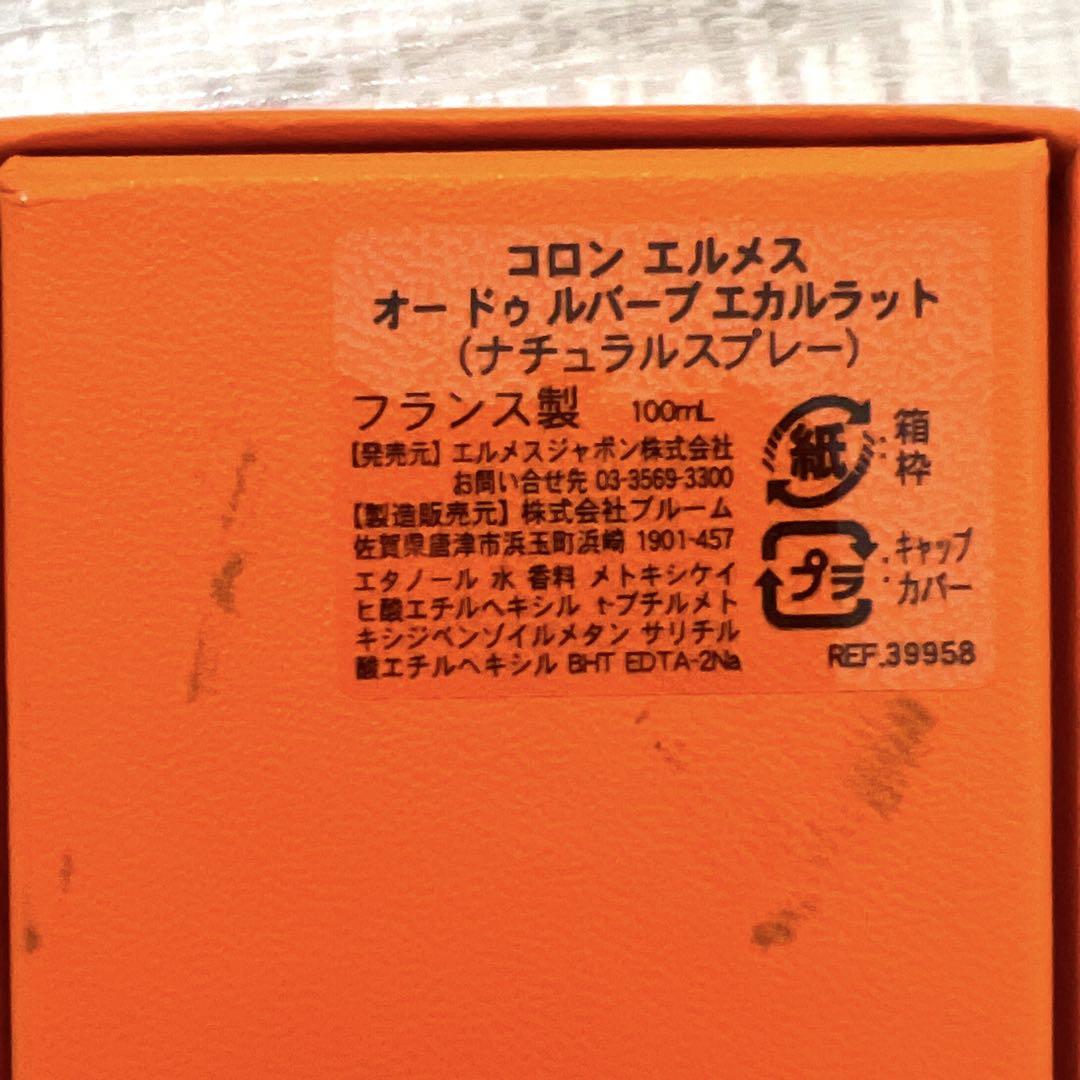 コロン エルメス
オー ドゥ ルバーブ エカルラット
(ナチュラルスプレー)
フランス製 100mL
【発売元】エルメスジャポン株式会社
お問い合せ先 03-3569-3300
【製造販売元】株式会社ブルーム
佐賀県唐津市浜玉町浜崎 1901-457
エタノール 水 香料 メトキシケイ
ヒ酸エチルヘキシル t-ブチルメト
キシジベンゾイルメタン サリチル
酸エチルヘキシル BHT EDTA-2Na
紙 : 箱
枠
プラ : キャップ
カバー
REF.39958